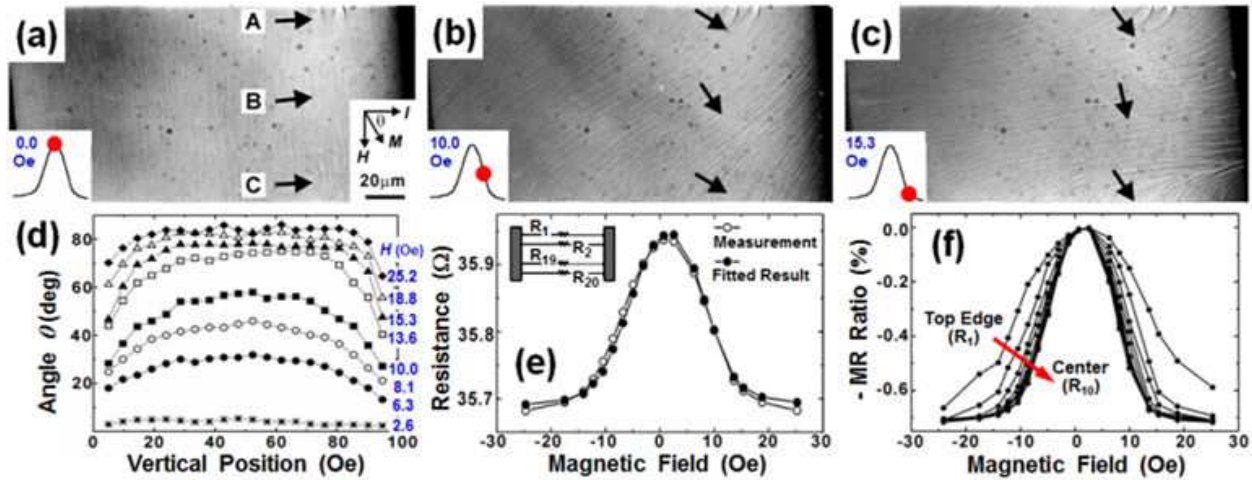 (a)
A
B
C
0.0
Oe
θ
I
M
H
20μm
(b)
10.0
Oe
(c)
15.3
Oe
(d)
80
60
40
20
Angle θ (deg)
H (Oe)
25.2
18.8
15.3
13.6
10.0
8.1
6.3
2.6
0 20 40 60 80 100
Vertical Position (Oe)
R1
R2
R19
R20
Measurement
Fitted Result
(e)
35.9
35.8
35.7
Resistance (Ω)
-30 -20 -10 0 10 20 30
Magnetic Field (Oe)
(f)
0.0
-0.2
-0.4
-0.6
- MR Ratio (%)
Top Edge
(R1)
Center
(R10)
-30 -20 -10 0 10 20 30
Magnetic Field (Oe)